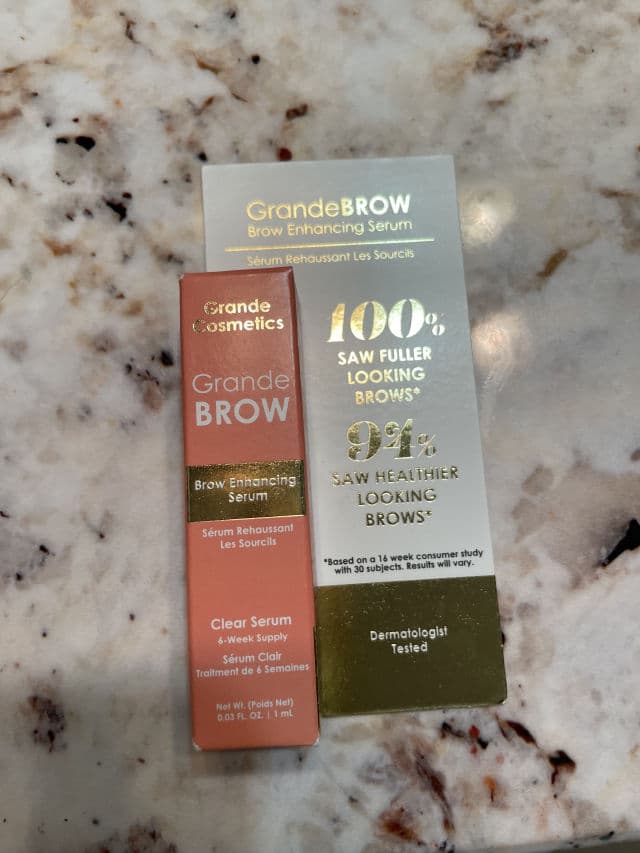 GrandeBROW
Brow Enhancing Serum
Sérum Rehaussant Les Sourcils
100%
SAW FULLER
LOOKING
BROWS*
94%
SAW HEALTHIER
LOOKING
BROWS*
*Based on a 16 week consumer study
with 30 subjects. Results will vary.
Dermatologist
Tested
Grande
Cosmetics
Grande
BROW
Brow Enhancing
Serum
Sérum Rehaussant
Les Sourcils
Clear Serum
6-Week Supply
Sérum Clair
Traitment de 6 Semaines
Net Wt. (Poids Net)
0.03 FL. OZ. | 1 mL